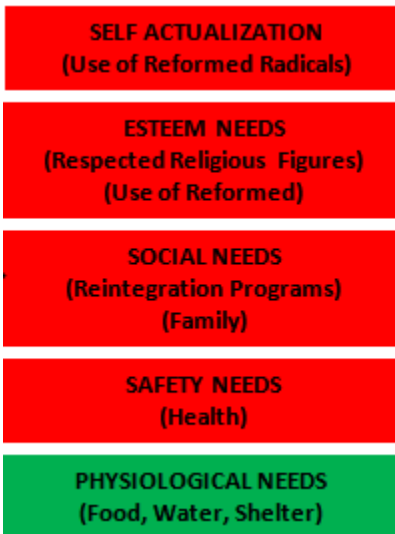 SELF ACTUALIZATION
(Use of Reformed Radicals)
ESTEEM NEEDS
(Respected Religious Figures)
(Use of Reformed)
SOCIAL NEEDS
(Reintegration Programs)
(Family)
SAFETY NEEDS
(Health)
PHYSIOLOGICAL NEEDS
(Food, Water, Shelter)